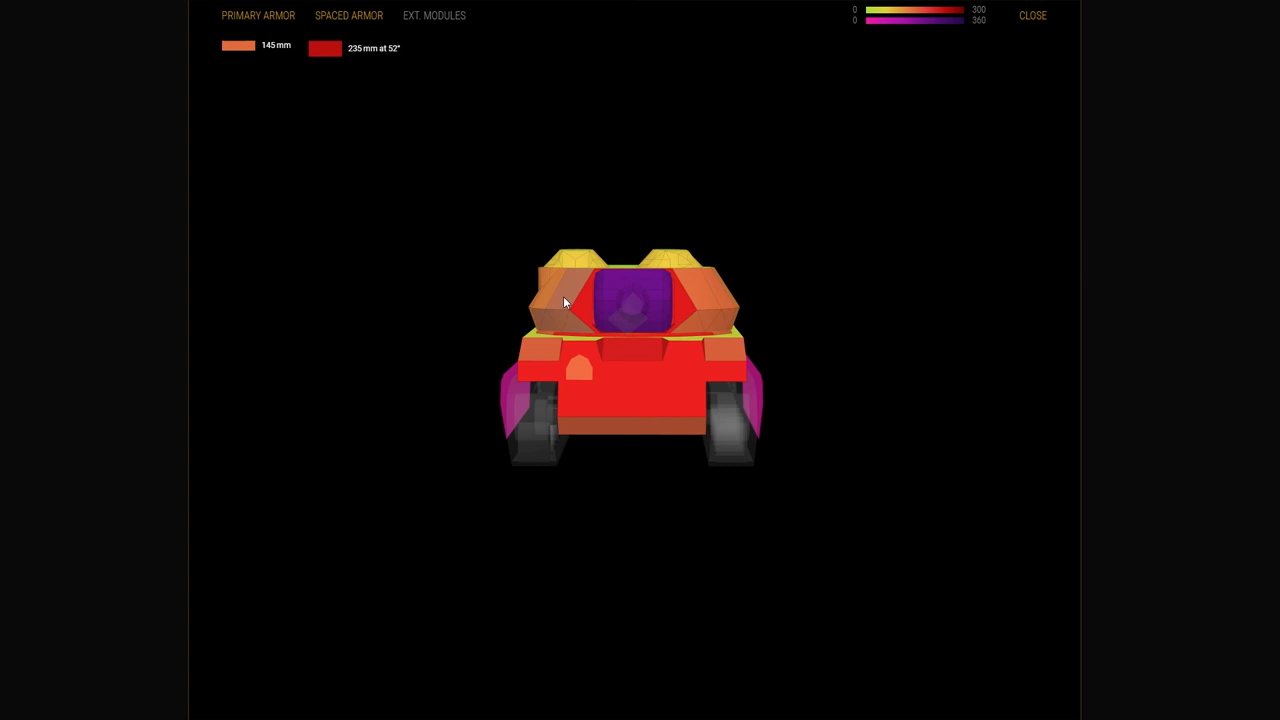 PRIMARY ARMOR SPACED ARMOR EXT. MODULES 0 300 CLOSE
0 360
145 mm 235 mm at 52°